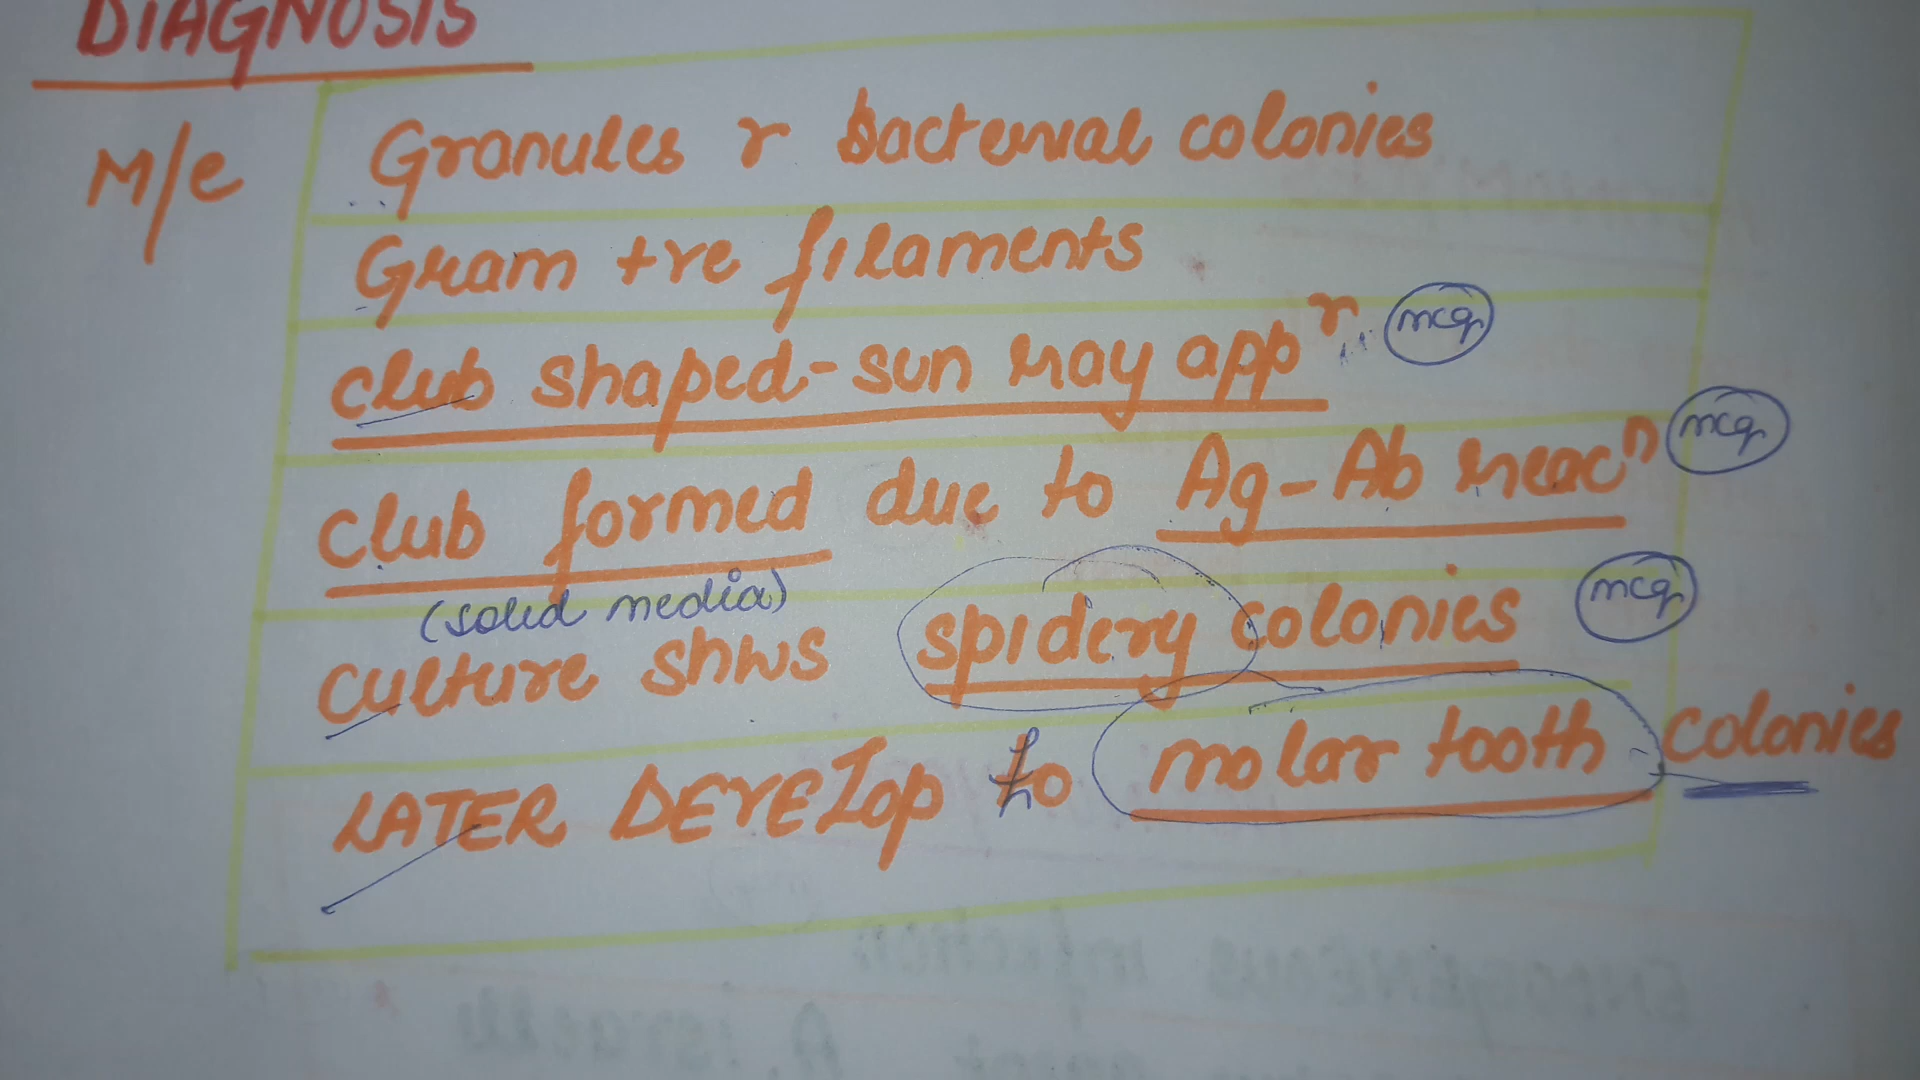 DIAGNOSIS
M/e
Granules r bacterial colonies
Gram +ve filaments
club shaped-sun ray appr mcq
club formed due to Ag-Ab reacn mcq
(solid media)
culture shws spidery colonies mcq
LATER DEVELop to molar tooth colonies